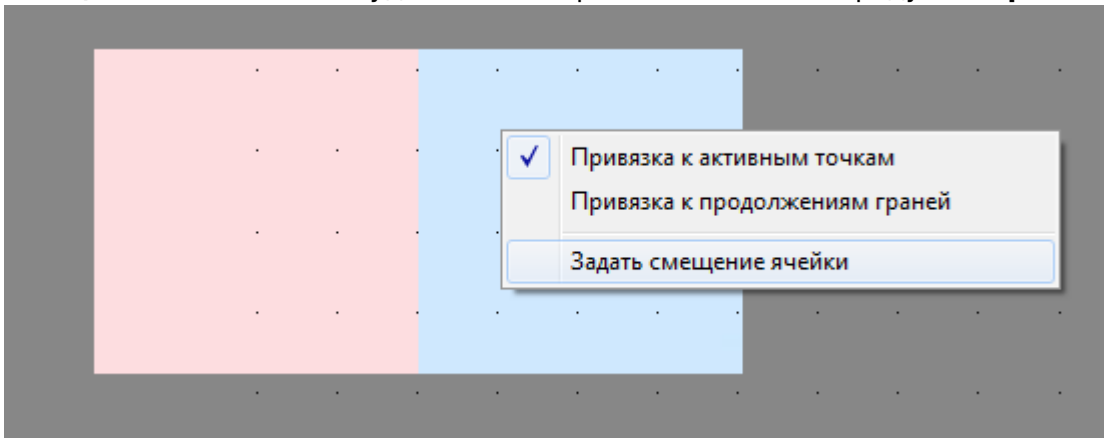 Привязка к активным точкам
Привязка к продолжениям граней
Задать смещение ячейки